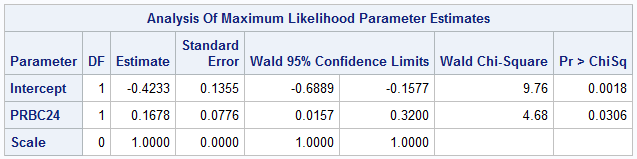 Analysis Of Maximum Likelihood Parameter Estimates
Parameter DF Estimate Standard Error Wald 95% Confidence Limits Wald Chi-Square Pr > ChiSq
Intercept 1 -0.4233 0.1355 -0.6889 -0.1577 9.76 0.0018
PRBC24 1 0.1678 0.0776 0.0157 0.3200 4.68 0.0306
Scale 0 1.0000 0.0000 1.0000 1.0000